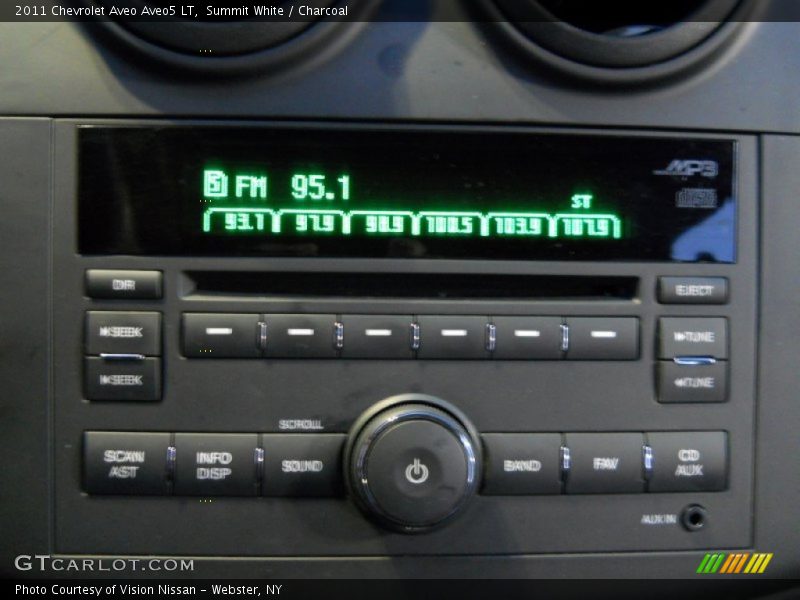 2011 Chevrolet Aveo Aveo5 LT, Summit White / Charcoal
MP3
FM 95.1
ST
93.1 97.9 98.9 100.5 103.9 107.9
DIR
EJECT
SEEK
TUNE
SEEK
TUNE
SCROLL
SCAN
AST
INFO
DISP
SOUND
BAND
FAV
CD
AUX
AUX IN
GTCARLOT.COM
Photo Courtesy of Vision Nissan - Webster, NY